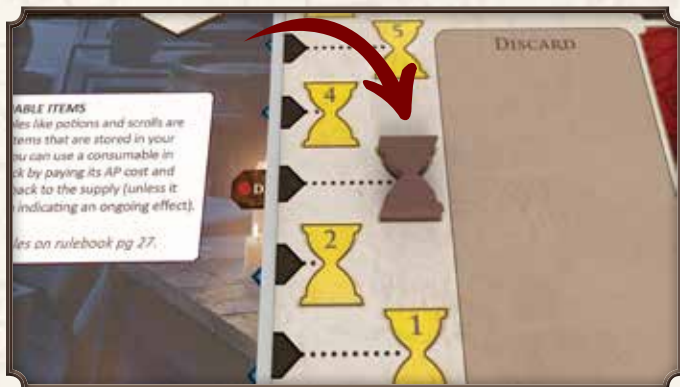 ABLE ITEMS
les like potions and scrolls are
tems that are stored in your
ou can use a consumable in
ck by paying its AP cost and
back to the supply (unless it
indicating an ongoing effect).
les on rulebook pg 27.
D
5
4
2
1
DISCARD